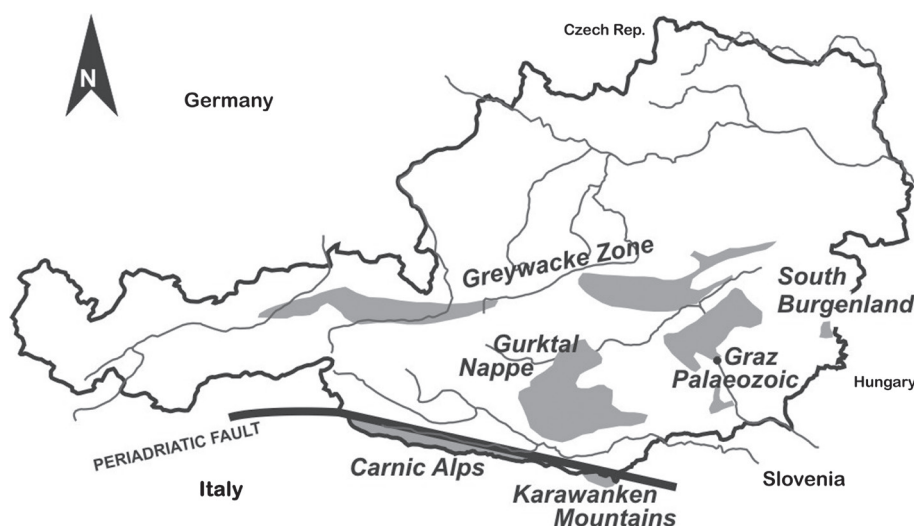 Czech Rep.
N
Germany
Greywacke Zone
South
Burgenland
Gurktal
Nappe
Graz
Palaeozoic
Hungary
PERIADRIATIC FAULT
Carnic Alps
Italy
Karawanken
Mountains
Slovenia